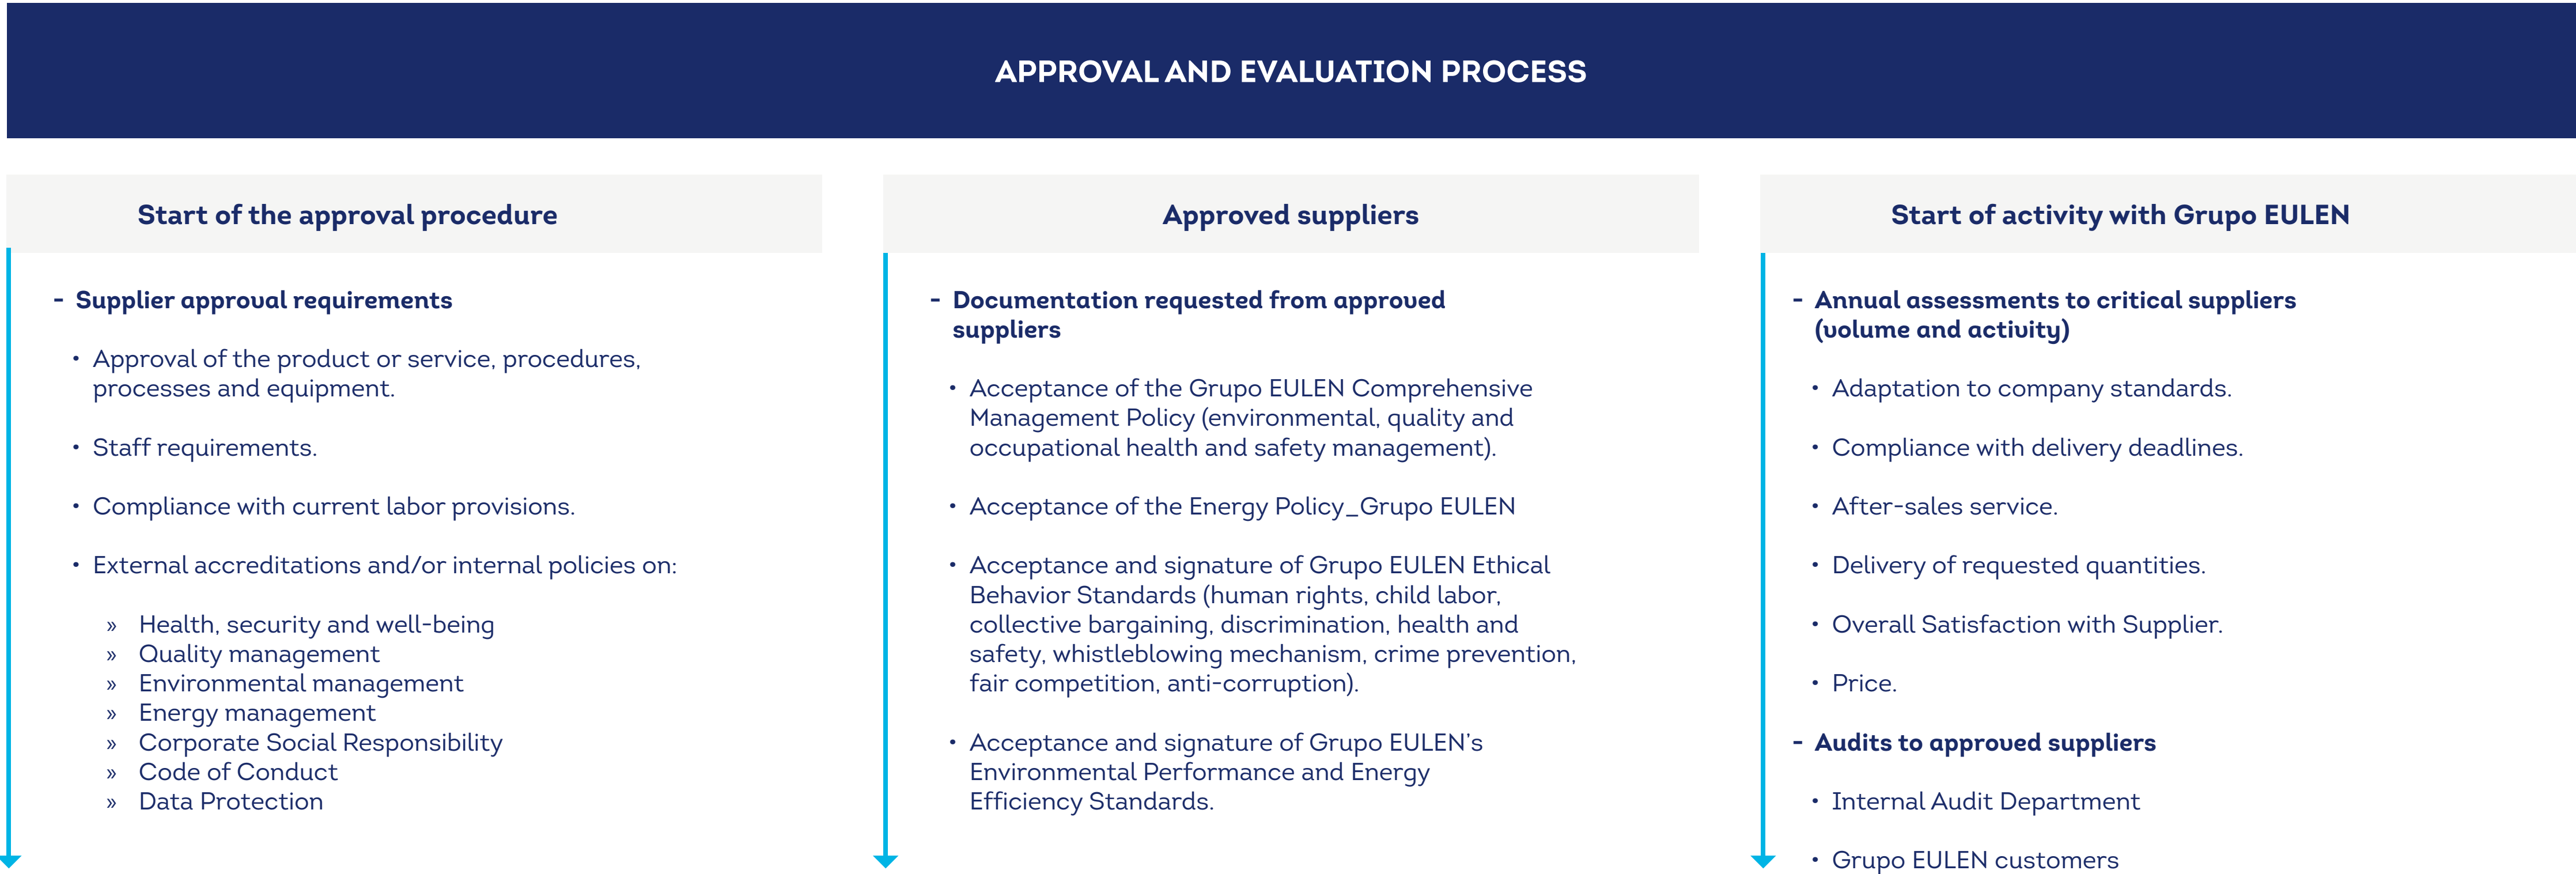 APPROVAL AND EVALUATION PROCESS
Start of the approval procedure
- Supplier approval requirements
• Approval of the product or service, procedures,
processes and equipment.
• Staff requirements.
• Compliance with current labor provisions.
• External accreditations and/or internal policies on:
» Health, security and well-being
» Quality management
» Environmental management
» Energy management
» Corporate Social Responsibility
» Code of Conduct
» Data Protection
Approved suppliers
- Documentation requested from approved
suppliers
• Acceptance of the Grupo EULEN Comprehensive
Management Policy (environmental, quality and
occupational health and safety management).
• Acceptance of the Energy Policy_Grupo EULEN
• Acceptance and signature of Grupo EULEN Ethical
Behavior Standards (human rights, child labor,
collective bargaining, discrimination, health and
safety, whistleblowing mechanism, crime prevention,
fair competition, anti-corruption).
• Acceptance and signature of Grupo EULEN’s
Environmental Performance and Energy
Efficiency Standards.
Start of activity with Grupo EULEN
- Annual assessments to critical suppliers
(volume and activity)
• Adaptation to company standards.
• Compliance with delivery deadlines.
• After-sales service.
• Delivery of requested quantities.
• Overall Satisfaction with Supplier.
• Price.
- Audits to approved suppliers
• Internal Audit Department
• Grupo EULEN customers